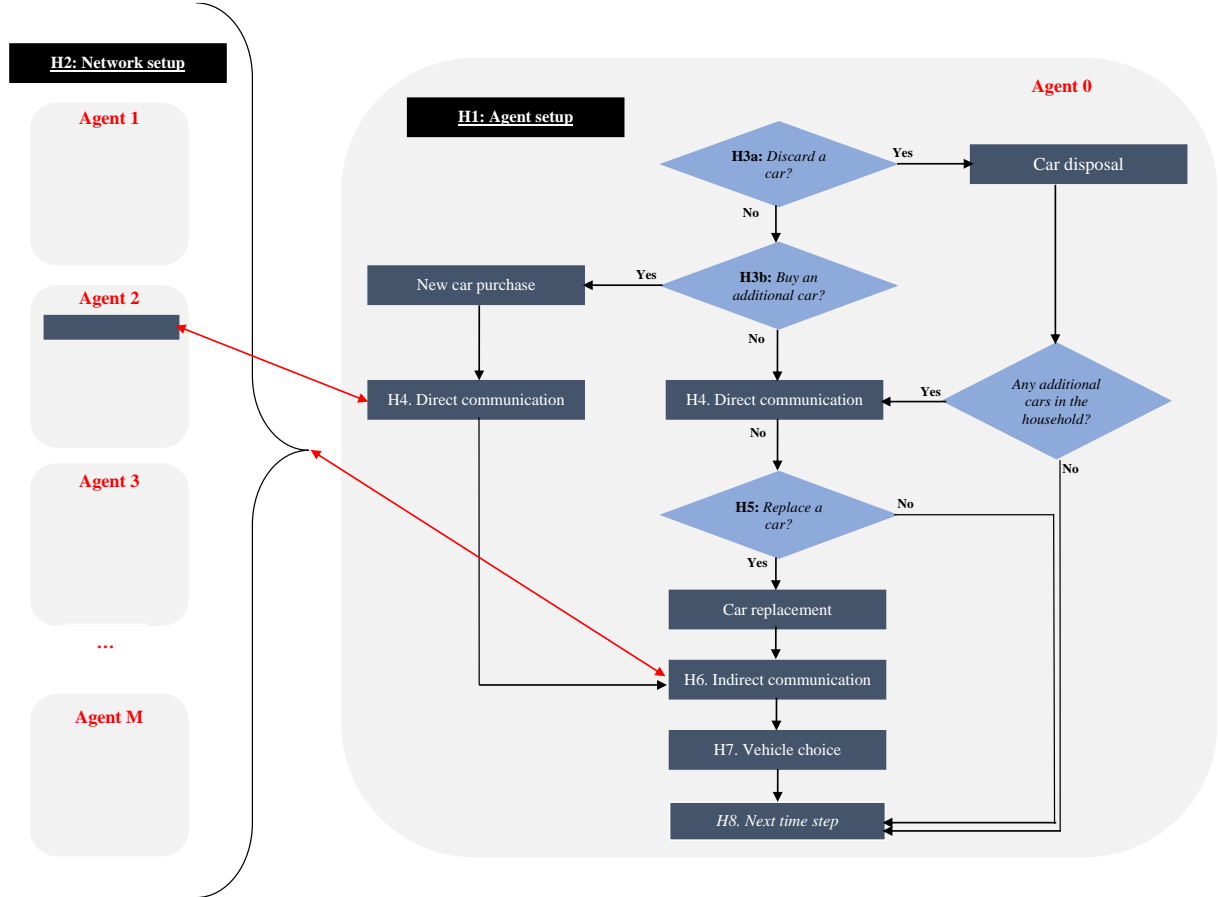 H2: Network setup
Agent 1
Agent 2
Agent 3
…
Agent M
Agent 0
H1: Agent setup
H3a: Discard a
car?
Yes
Car disposal
No
H3b: Buy an
additional car?
Yes
New car purchase
No
H4. Direct communication
H4. Direct communication
Yes
Any additional
cars in the
household?
No
No
H5: Replace a
car?
No
Yes
Car replacement
H6. Indirect communication
H7. Vehicle choice
H8. Next time step